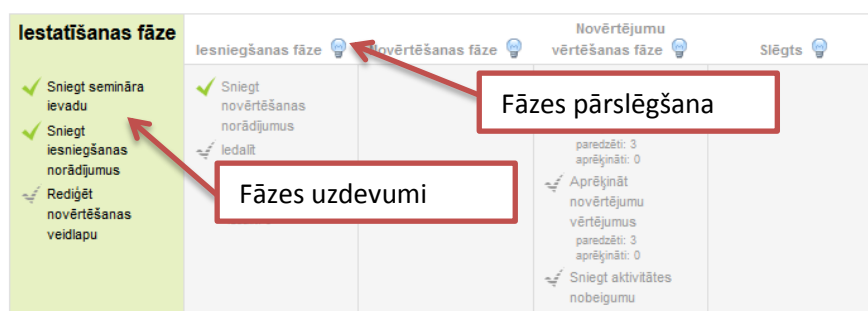 Iestatīšanas fāze
Iesniegšanas fāze
Novērtēšanas fāze
Novērtējumu
vērtēšanas fāze
Slēgts
Sniegt semināra
ievadu
Sniegt
iesniegšanas
norādījumus
Rediģēt
novērtēšanas
veidlapu
Sniegt
novērtēšanas
norādījumus
Iedalīt
Fāzes pārslēgšana
Fāzes uzdevumi
paredzēti: 3
aprēķināti: 0
Aprēķināt
novērtējumu
vērtējumus
paredzēti: 3
aprēķināti: 0
Sniegt aktivitātes
nobeigumu